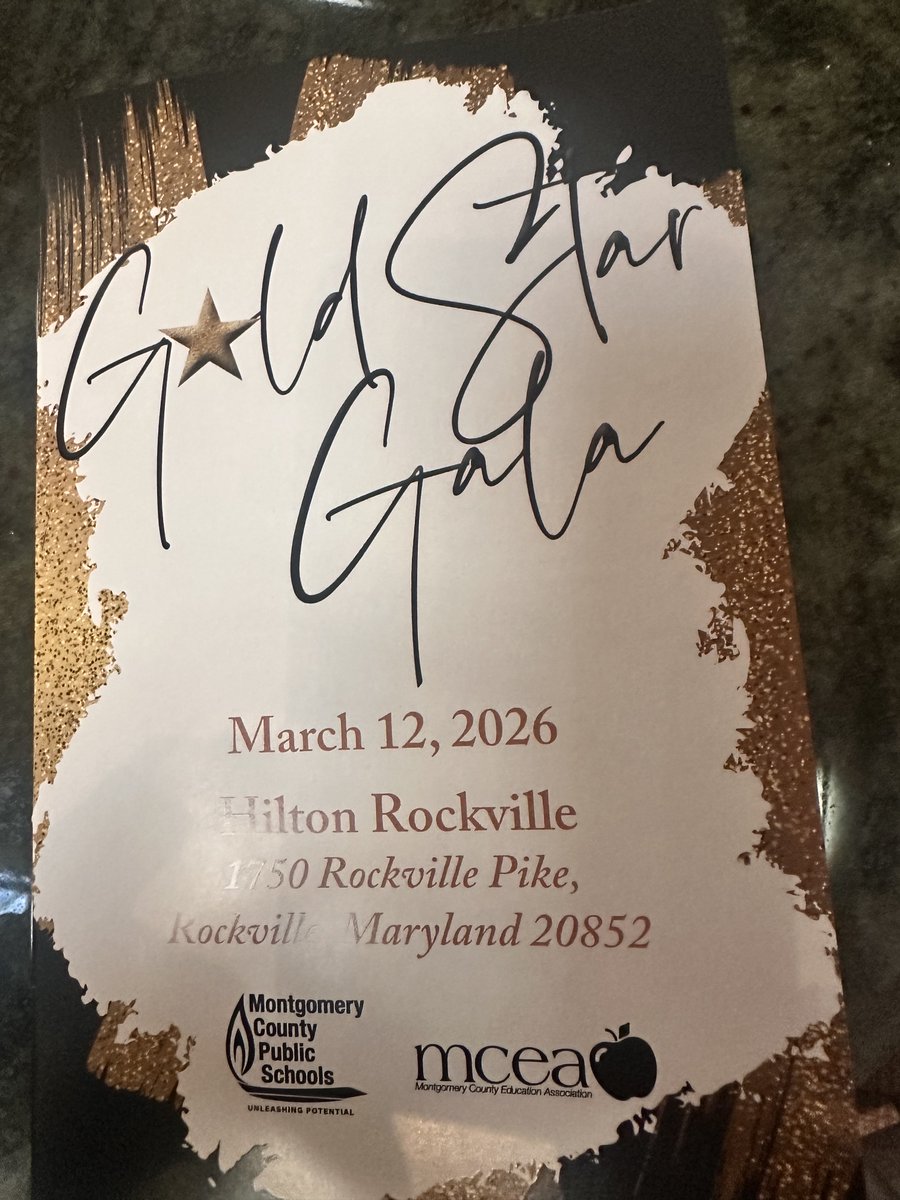 Gold Star
Gala
March 12, 2026
Hilton Rockville
1750 Rockville Pike,
Rockville, Maryland 20852
Montgomery
County
Public
Schools
UNLEASHING POTENTIAL
mcea
Montgomery County Education Association